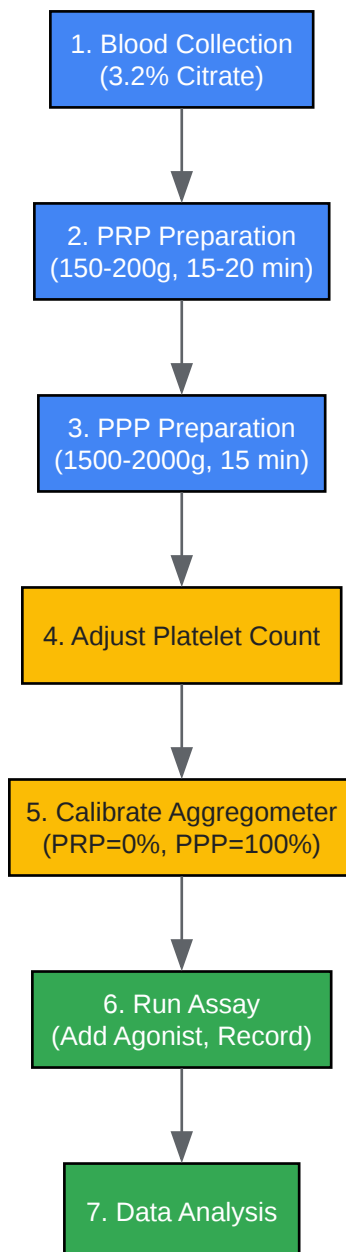 1. Blood Collection
(3.2% Citrate)
2. PRP Preparation
(150-200g, 15-20 min)
3. PPP Preparation
(1500-2000g, 15 min)
4. Adjust Platelet Count
5. Calibrate Aggregometer
(PRP=0%, PPP=100%)
6. Run Assay
(Add Agonist, Record)
7. Data Analysis